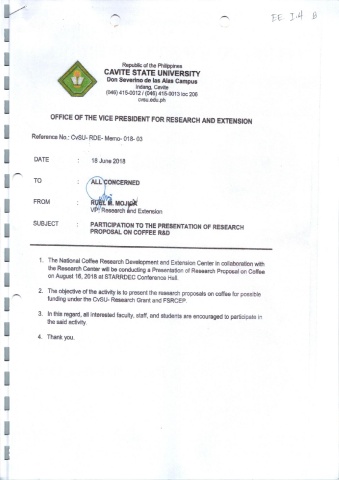 EE I.4 B
Republic of the Philippines
CAVITE STATE UNIVERSITY
Don Severino de las Alas Campus
Indang, Cavite
(046) 415-0012 / (046) 415-0013 loc 206
cvsu.edu.ph
OFFICE OF THE VICE PRESIDENT FOR RESEARCH AND EXTENSION
Reference No.: CvSU- RDE- Memo- 018- 03
DATE : 18 June 2018
TO : ALL CONCERNED
FROM : RUEL M. MOJICA
VP, Research and Extension
SUBJECT : PARTICIPATION TO THE PRESENTATION OF RESEARCH
PROPOSAL ON COFFEE R&D
1. The National Coffee Research Development and Extension Center in collaboration with
the Research Center will be conducting a Presentation of Research Proposal on Coffee
on August 16, 2018 at STARRDEC Conference Hall.
2. The objective of the activity is to present the research proposals on coffee for possible
funding under the CvSU- Research Grant and FSRCEP.
3. In this regard, all interested faculty, staff, and students are encouraged to participate in
the said activity.
4. Thank you.